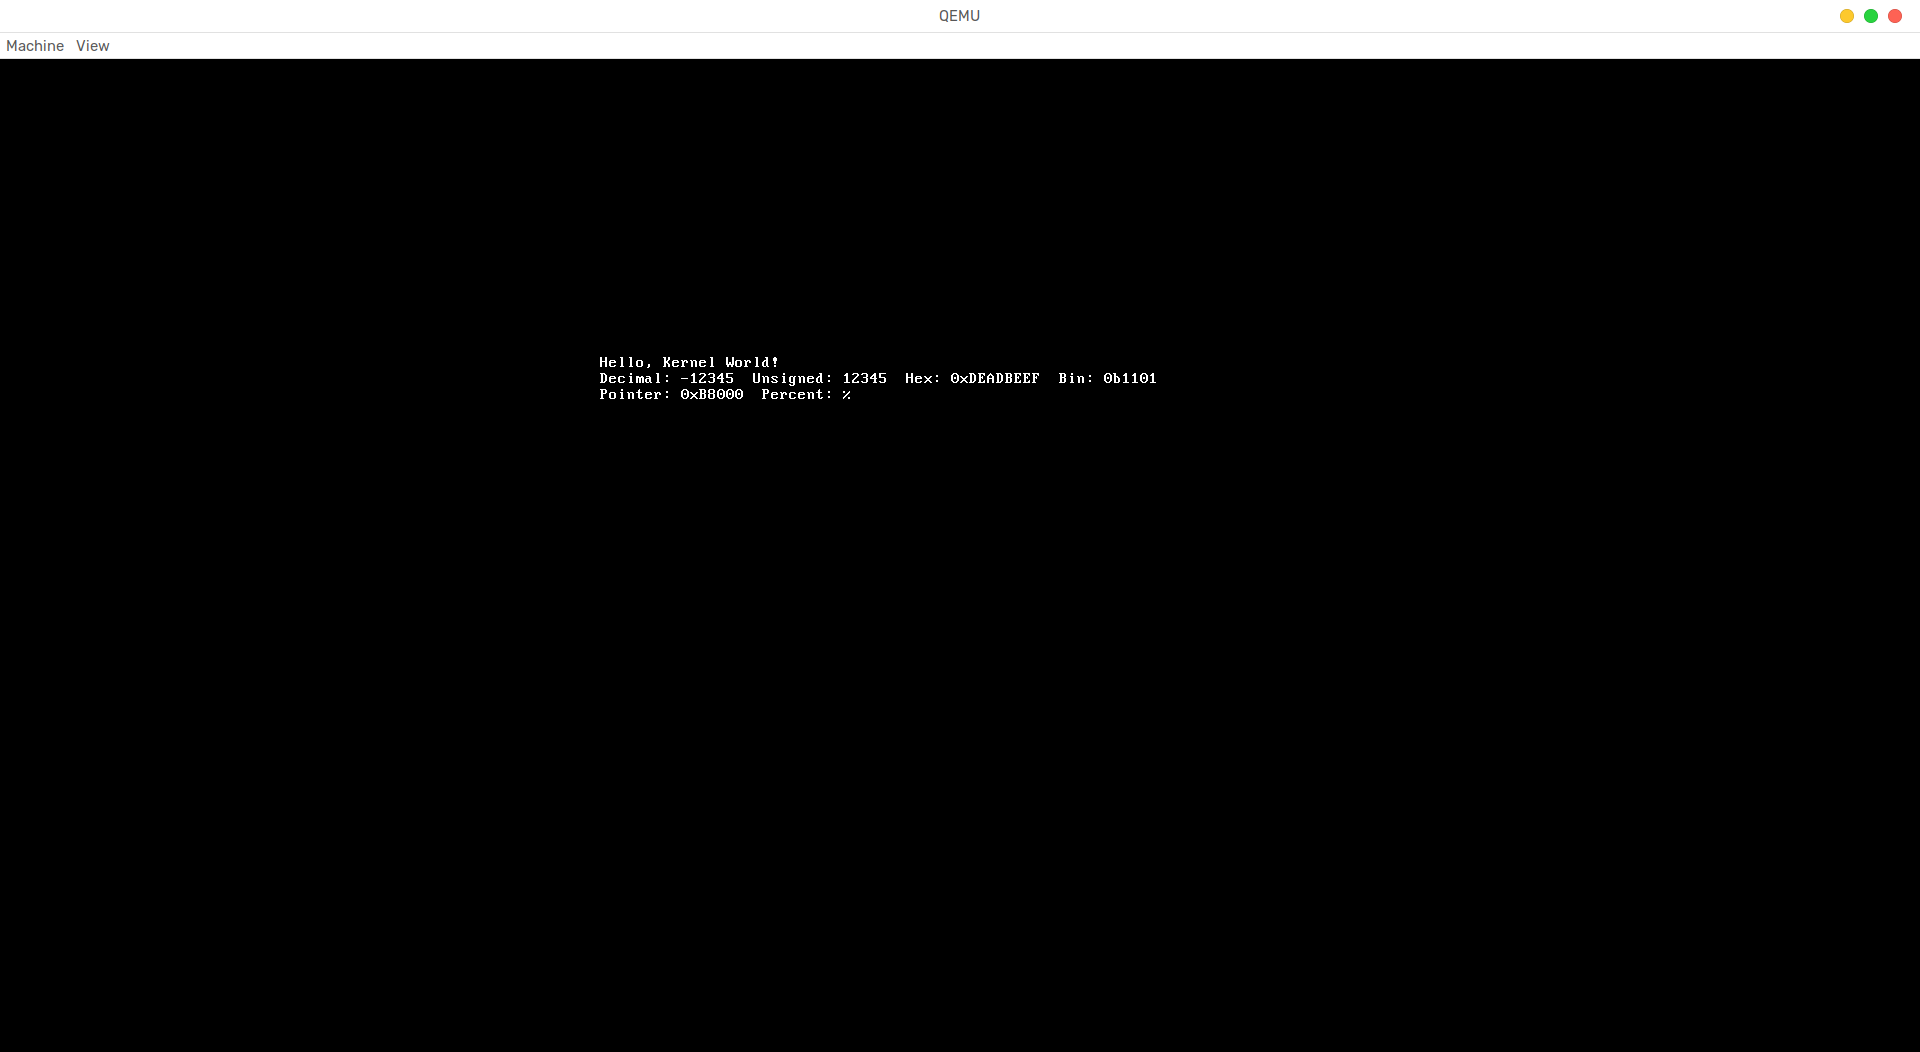 QEMU
Machine View
Hello, Kernel World!
Decimal: -12345  Unsigned: 12345  Hex: 0xDEADBEEF  Bin: 0b1101
Pointer: 0xB8000  Percent: %